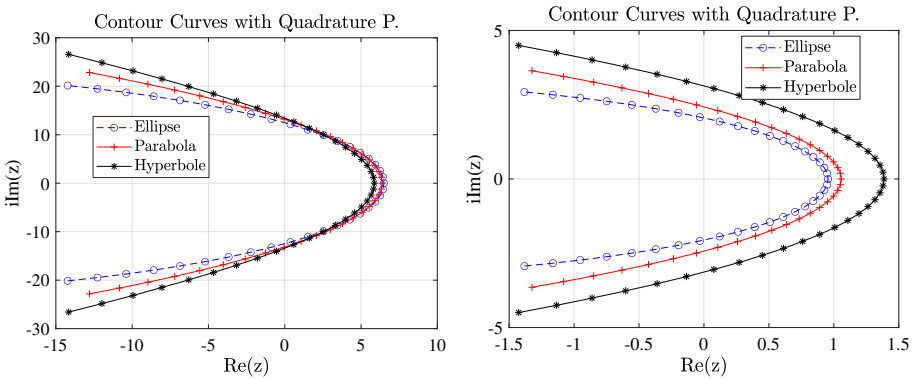 Contour Curves with Quadrature P.
30
20
10
0
-10
-20
-30
iIm(z)
Ellipse
Parabola
Hyperbole
-15
-10
-5
0
5
10
Re(z)
Contour Curves with Quadrature P.
5
0
-5
iIm(z)
Ellipse
Parabola
Hyperbole
-1.5
-1
-0.5
0
0.5
1
1.5
Re(z)